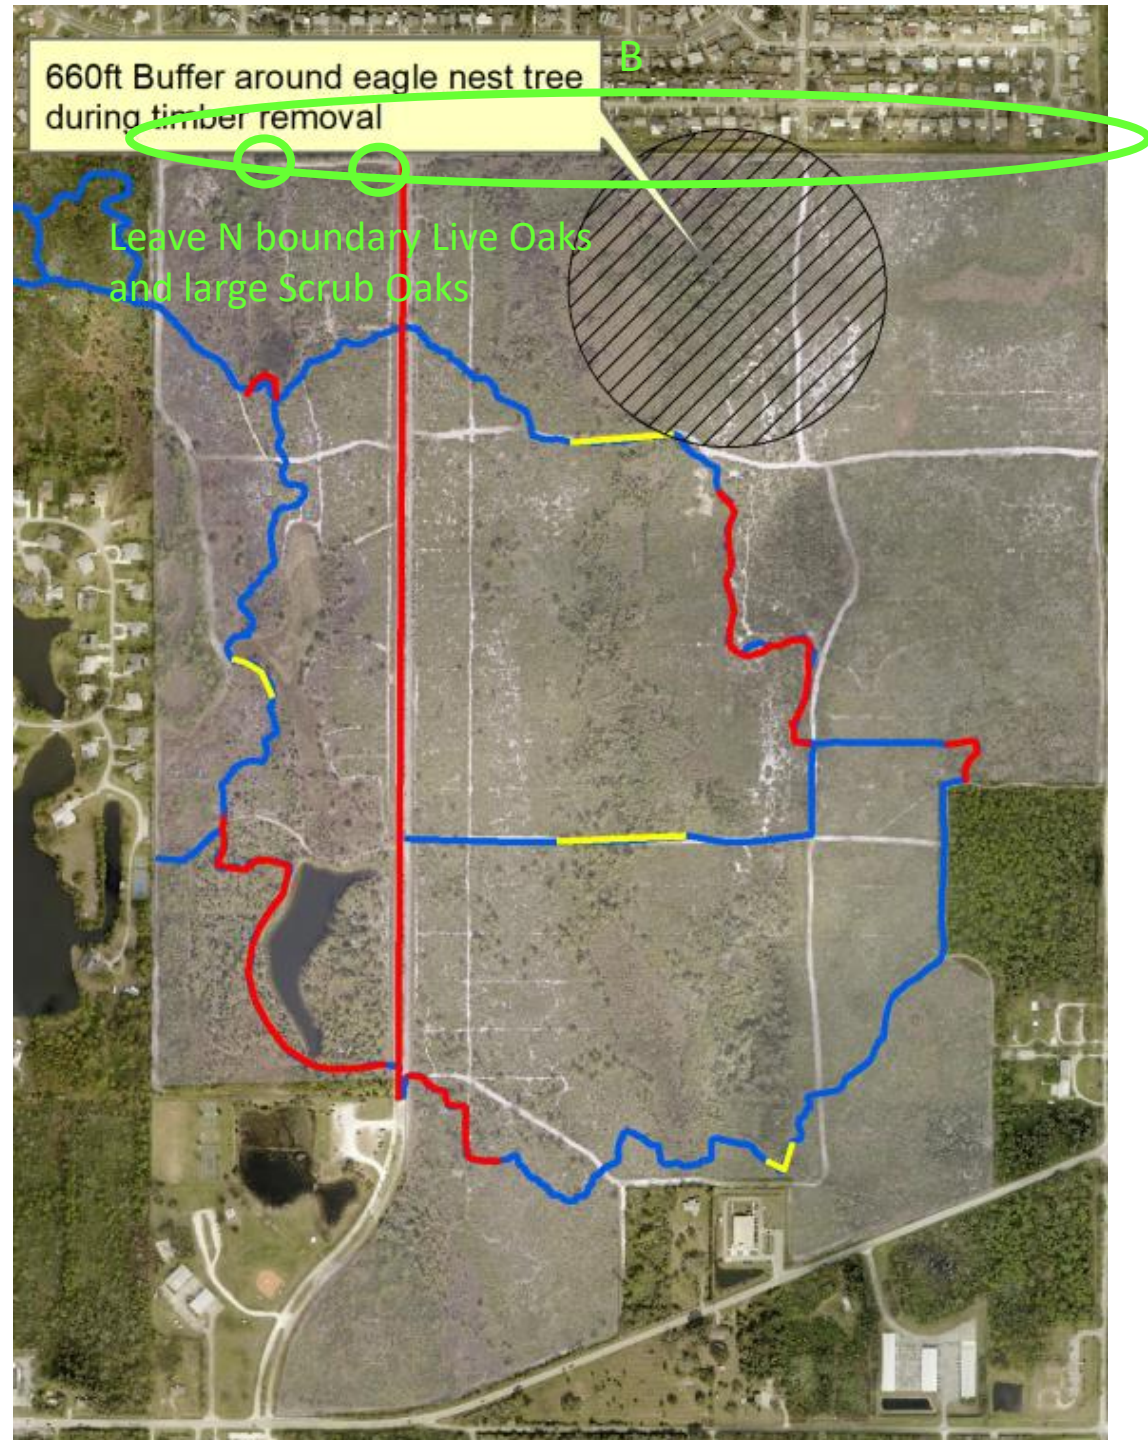 B
660ft Buffer around eagle nest tree
during timber removal
Leave N boundary Live Oaks
and large Scrub Oaks